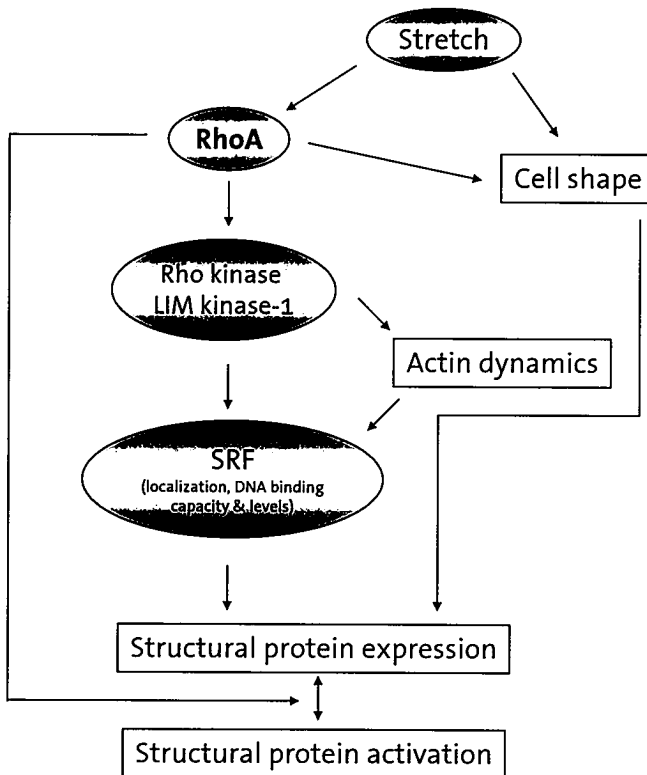 Stretch
RhoA
Cell shape
Rho kinase
LIM kinase-1
Actin dynamics
SRF
(localization, DNA binding
capacity & levels)
Structural protein expression
Structural protein activation